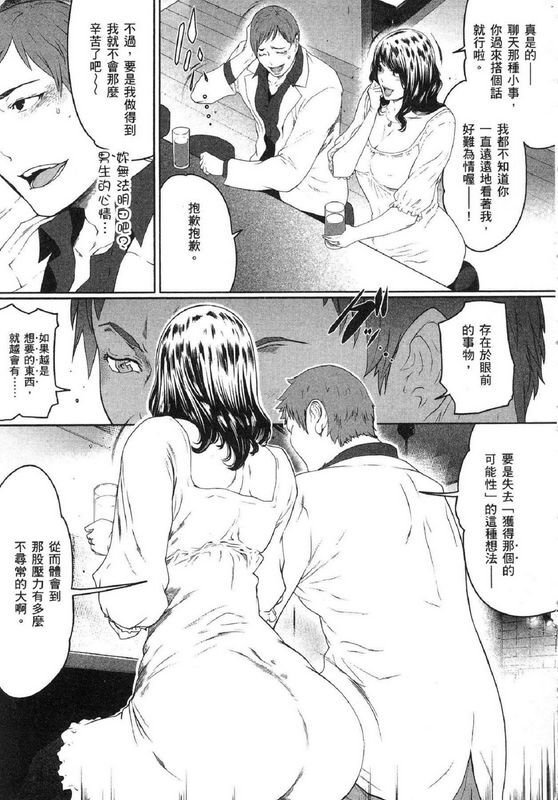 真是的——
聊天那種小事，
你過來搭個話
就行啦。
我都不知道你
一直遠遠地看著我，
好難為情喔——！
抱歉抱歉。
不過，要是我做得到
我就不會那麼
辛苦了吧～
妳無法明白吧？
男生的心情…
存在於眼前
的事物，
如果越是
想要的東西，
就越會有……
要是失去「獲得那個的
可能性」的這種想法——
從而體會到
那股壓力有多麼
不尋常的大啊。